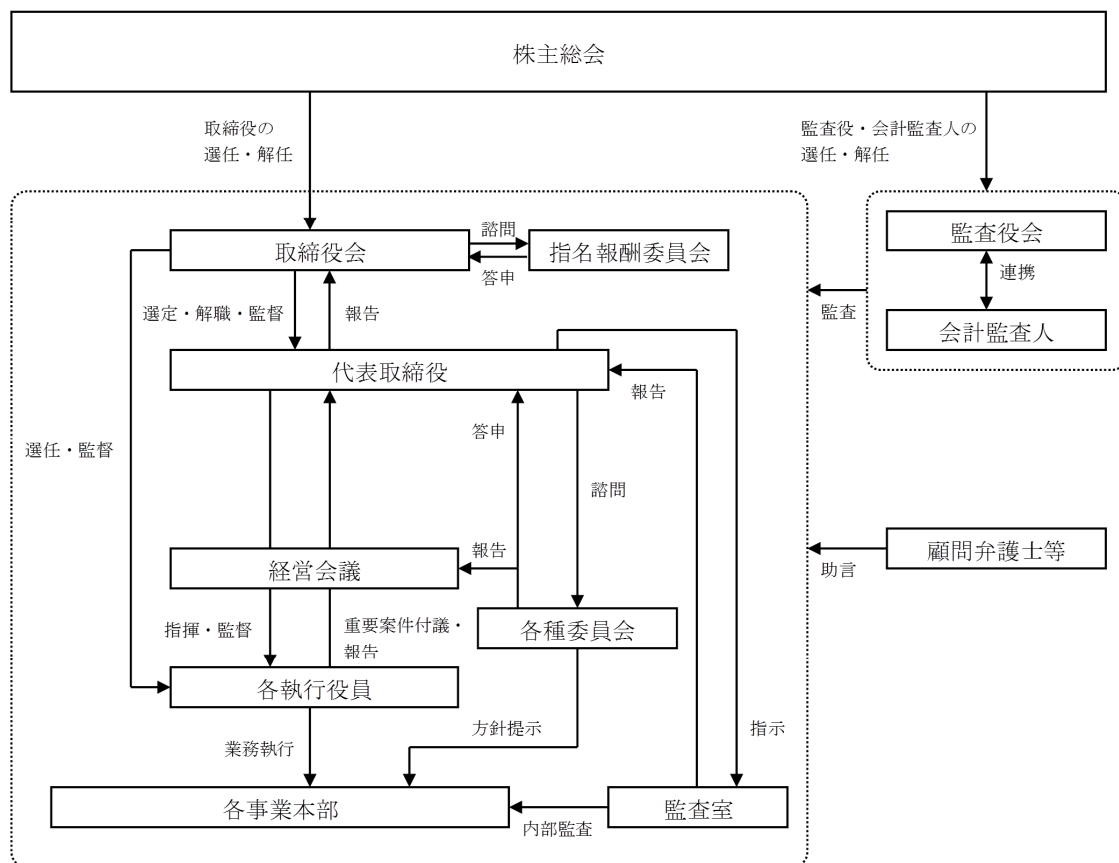 株主総会
取締役の
選任・解任
監査役・会計監査人の
選任・解任
取締役会
諮問
答申
指名報酬委員会
監査役会
連携
会計監査人
監査
選定・解職・監督
報告
代表取締役
報告
選任・監督
答申
諮問
顧問弁護士等
助言
経営会議
報告
各種委員会
指揮・監督
重要案件付議・
報告
各執行役員
業務執行
方針提示
指示
各事業本部
内部監査
監査室